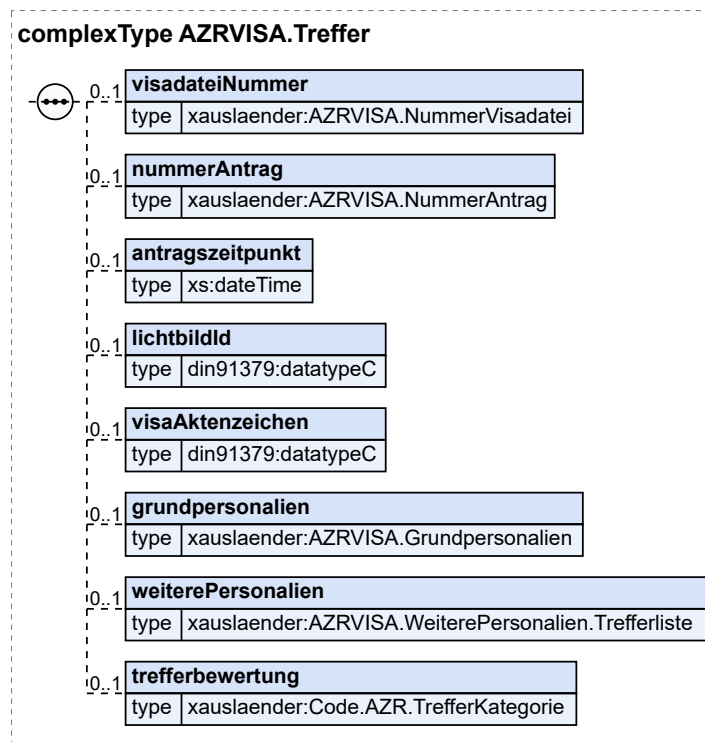 complexType AZRVISA.Treffer
0..1 visadateiNummer
type xauslaender:AZRVISA.NummerVisadatei
0..1 nummerAntrag
type xauslaender:AZRVISA.NummerAntrag
0..1 antragszeitpunkt
type xs:dateTime
0..1 lichtbildId
type din91379:datatypeC
0..1 visaAktenzeichen
type din91379:datatypeC
0..1 grundpersonalien
type xauslaender:AZRVISA.Grundpersonalien
0..1 weiterePersonalien
type xauslaender:AZRVISA.WeiterePersonalien.Trefferliste
0..1 trefferbewertung
type xauslaender:Code.AZR.TrefferKategorie